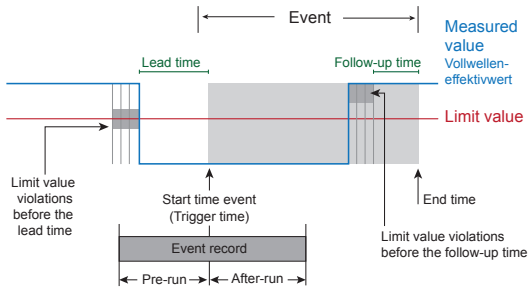 Event
Measured
value
Vollwellen-
effektivwert
Lead time
Follow-up time
Limit value
Limit value
violations
before the
lead time
Start time event
(Trigger time)
End time
Limit value violations
before the follow-up time
Event record
Pre-run
After-run